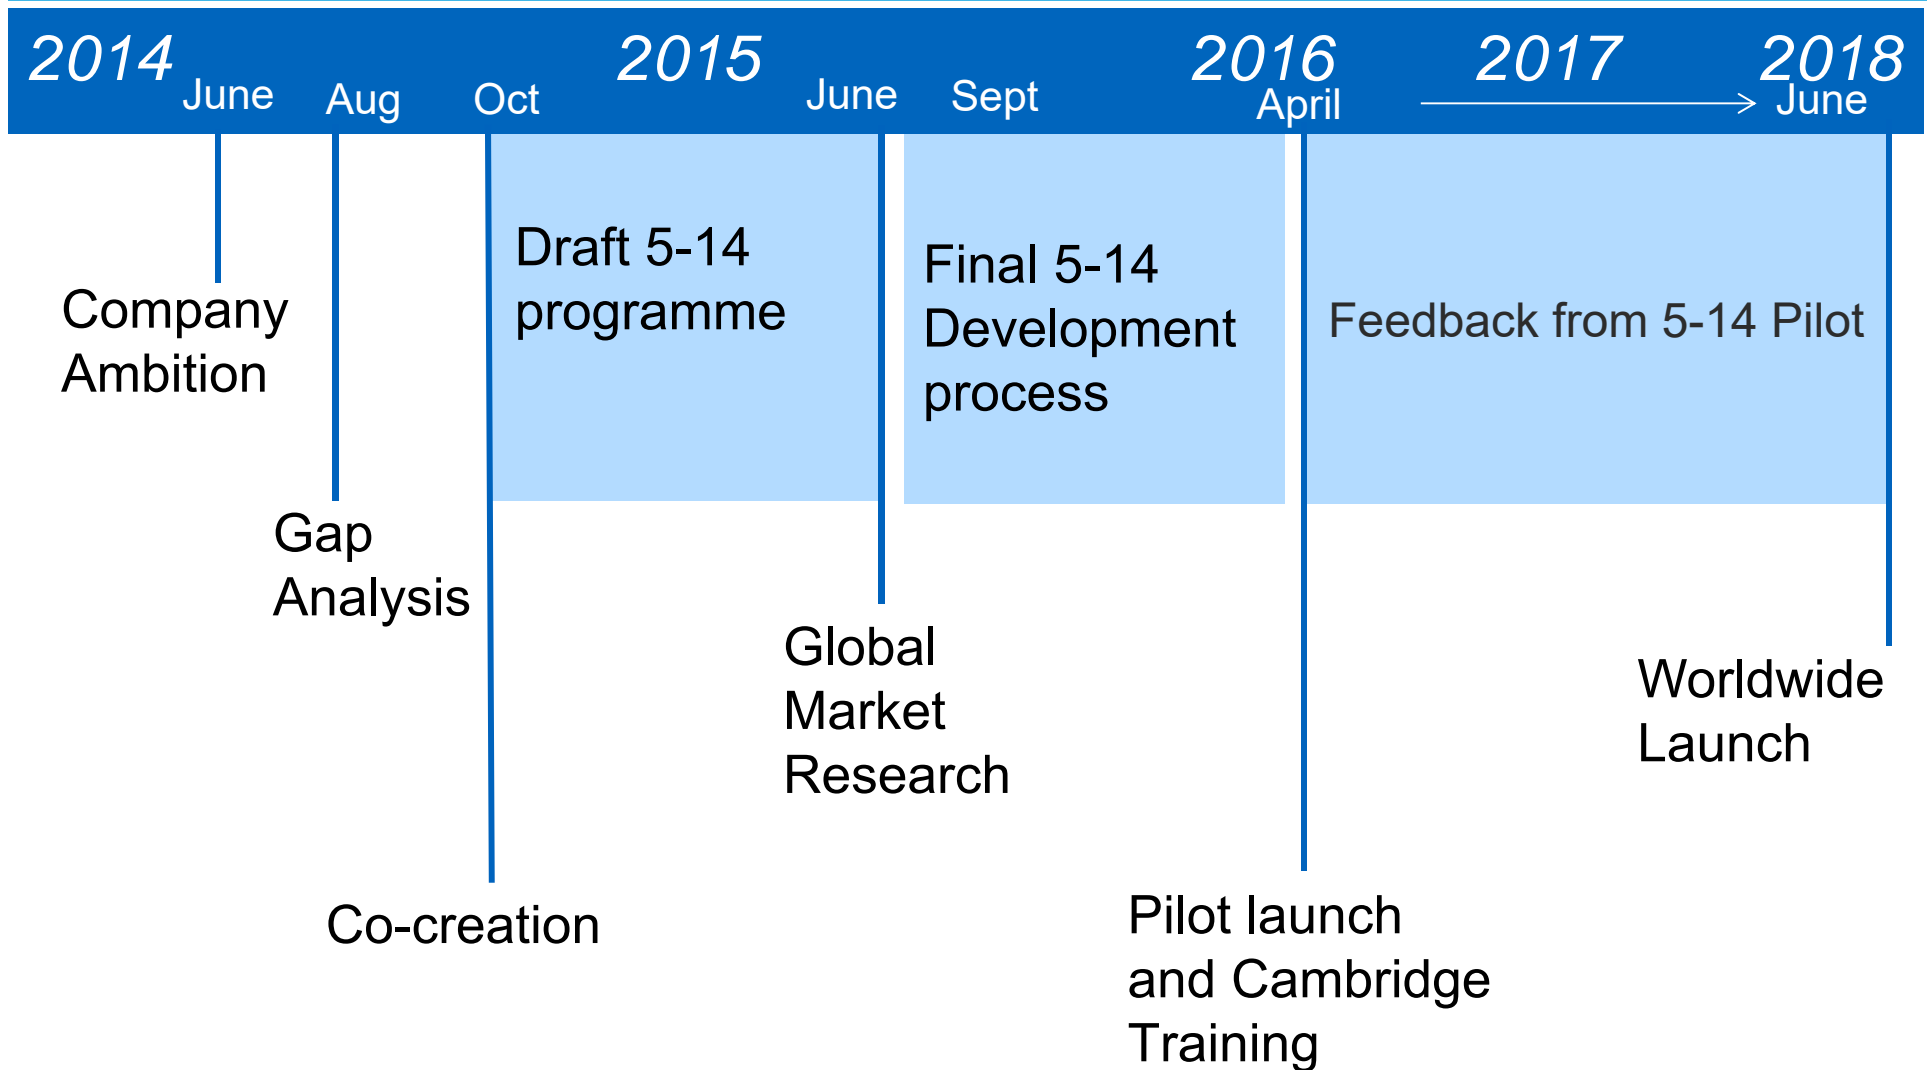 2014
2015
2016
2017
2018
June
Aug
Oct
June
Sept
April
June
Draft 5-14
programme
Final 5-14
Development
process
Feedback from 5-14 Pilot
Company
Ambition
Gap
Analysis
Global
Market
Research
Worldwide
Launch
Co-creation
Pilot launch
and Cambridge
Training